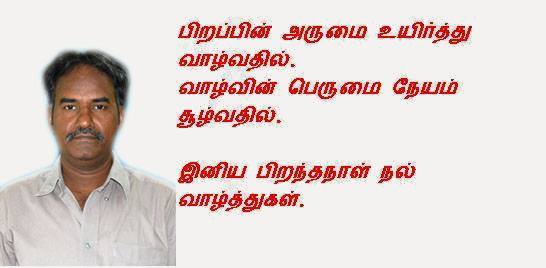 பிறப்பின் அருமை உயிர்த்து
வாழ்வதில்.
வாழ்வின் பெருமை நேயம்
சூழ்வதில்.
இனிய பிறந்தநாள் நல்
வாழ்த்துகள்.